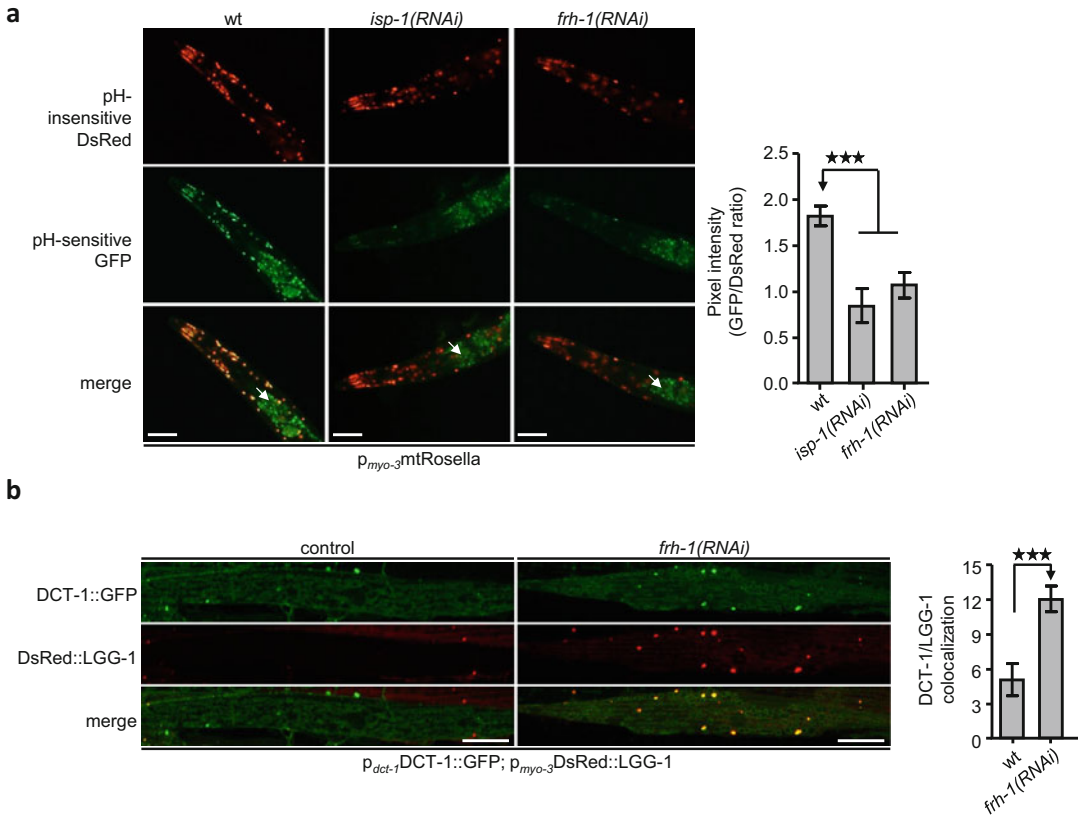 a
wt
isp-1(RNAi)
frh-1(RNAi)
pH-
insensitive
DsRed
pH-sensitive
GFP
merge
pmyo-3mtRosella
Pixel intensity
(GFP/DsRed ratio)
2.5
2.0
1.5
1.0
0.5
0.0
★★★
wt
isp-1(RNAi)
frh-1(RNAi)
b
control
frh-1(RNAi)
DCT-1::GFP
DsRed::LGG-1
merge
pdct-1DCT-1::GFP; pmyo-3DsRed::LGG-1
DCT-1/LGG-1
colocalization
15
12
9
6
3
0
★★★
wt
frh-1(RNAi)